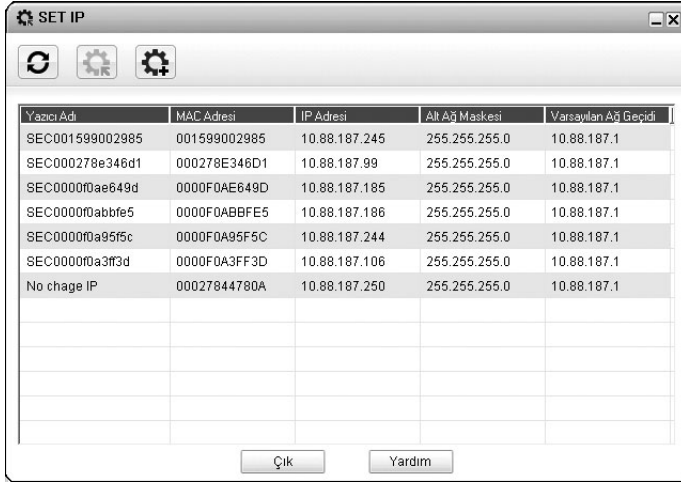 SET IP
Yazıcı Adı MAC Adresi IP Adresi Alt Ağ Maskesi Varsayılan Ağ Geçidi
SEC001599002985 001599002985 10.88.187.245 255.255.255.0 10.88.187.1
SEC000278e346d1 000278E346D1 10.88.187.99 255.255.255.0 10.88.187.1
SEC0000f0ae649d 0000F0AE649D 10.88.187.185 255.255.255.0 10.88.187.1
SEC0000f0abbfe5 0000F0ABBFE5 10.88.187.186 255.255.255.0 10.88.187.1
SEC0000f0a95f5c 0000F0A95F5C 10.88.187.244 255.255.255.0 10.88.187.1
SEC0000f0a3ff3d 0000F0A3FF3D 10.88.187.106 255.255.255.0 10.88.187.1
No chage IP 00027844780A 10.88.187.250 255.255.255.0 10.88.187.1
Çık Yardım